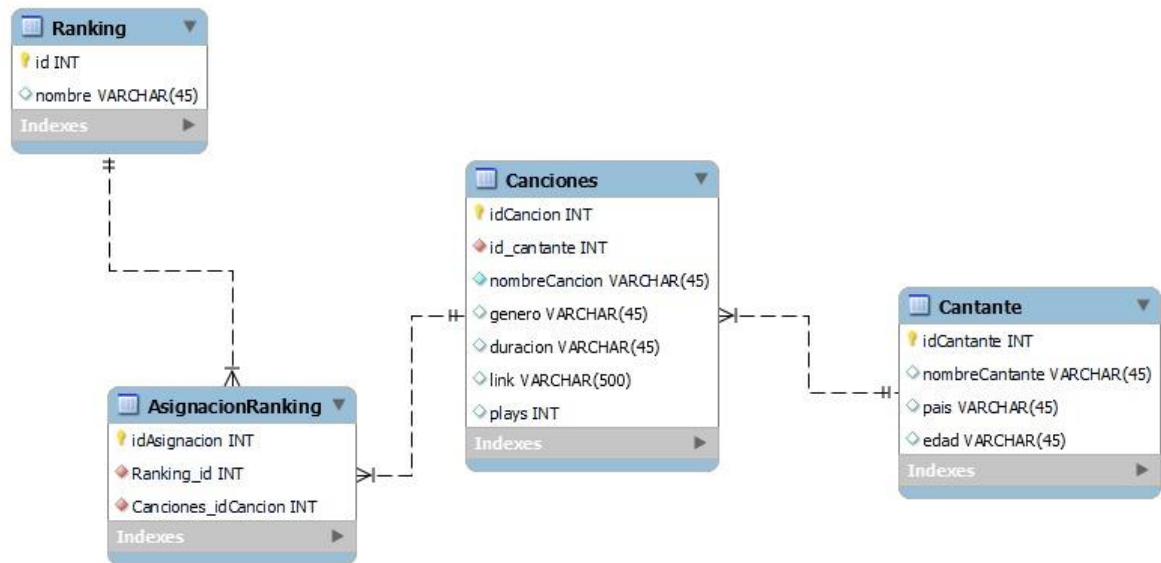 Ranking
id INT
nombre VARCHAR(45)
Indexes
Canciones
idCancion INT
id_cantante INT
nombreCancion VARCHAR(45)
genero VARCHAR(45)
duracion VARCHAR(45)
link VARCHAR(500)
plays INT
Indexes
Cantante
idCantante INT
nombreCantante VARCHAR(45)
pais VARCHAR(45)
edad VARCHAR(45)
Indexes
AsignacionRanking
idAsignacion INT
Ranking_id INT
Canciones_idCancion INT
Indexes